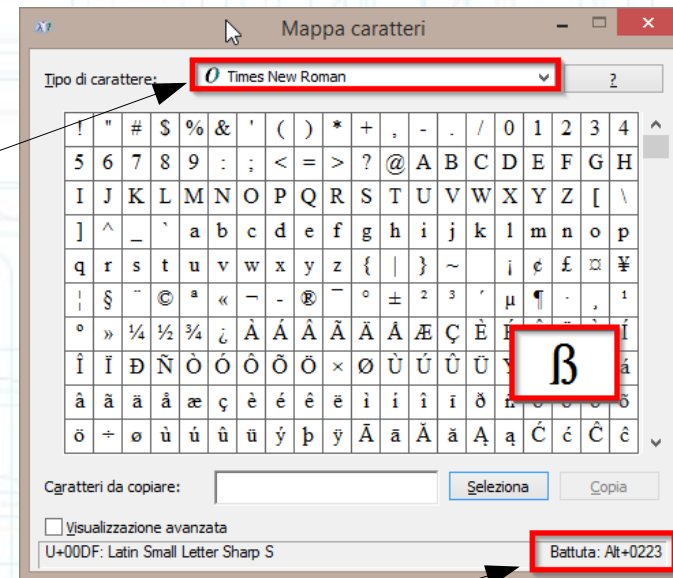 Mappa caratteri
Tipo di carattere: O Times New Roman ?
! " # $ % & ' ( ) * + , - . / 0 1 2 3 4
5 6 7 8 9 : ; < = > ? @ A B C D E F G H
I J K L M N O P Q R S T U V W X Y Z [ \
] ^ _ ` a b c d e f g h i j k l m n o p
q r s t u v w x y z { | } ~ ¡ ¢ £ ¤ ¥
¦ § ¨ © ª « ¬ - ® ¯ ° ± ² ³ ´ µ ¶ · ¸ ¹
º » ¼ ½ ¾ ¿ À Á Â Ã Ä Å Æ Ç È É Í
Î Ï Ð Ñ Ò Ó Ô Õ Ö × Ø Ù Ú Û Ü ß á
â ã ä å æ ç è é ê ë ì í î ï ð õ
ö ÷ ø ù ú û ü ý þ ÿ Ā ā Ă ă Ą ą Ć ć Ĉ ĉ
Caratteri da copiare: Seleziona Copia
Visualizzazione avanzata
U+00DF: Latin Small Letter Sharp S Battuta: Alt+0223